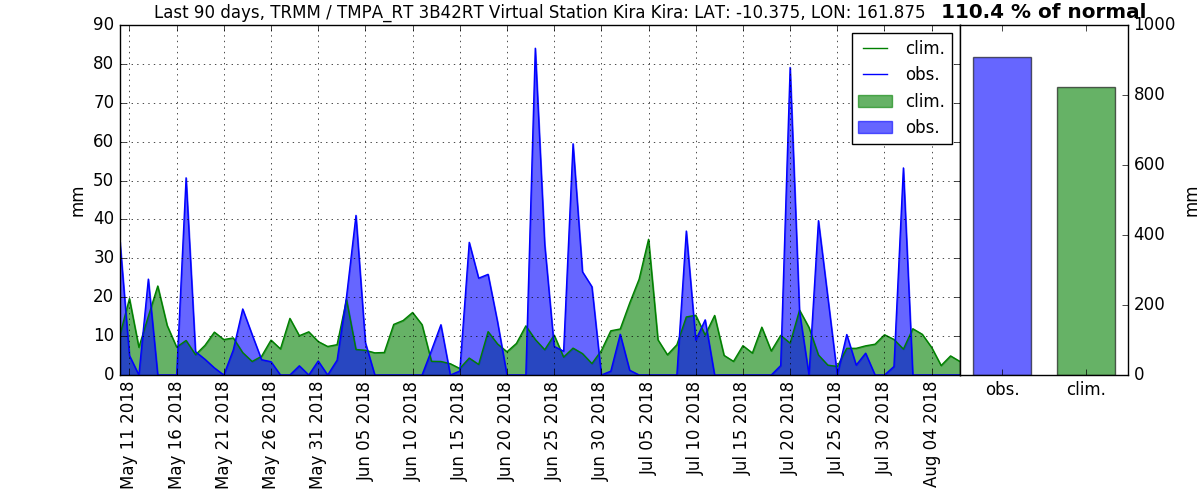 Last 90 days, TRMM / TMPA_RT 3B42RT Virtual Station Kira Kira: LAT: -10.375, LON: 161.875 110.4 % of normal
90
80
70
60
50
40
30
20
10
0
mm
clim.
obs.
clim.
obs.
May 11 2018
May 16 2018
May 21 2018
May 26 2018
May 31 2018
Jun 05 2018
Jun 10 2018
Jun 15 2018
Jun 20 2018
Jun 25 2018
Jun 30 2018
Jul 05 2018
Jul 10 2018
Jul 15 2018
Jul 20 2018
Jul 25 2018
Jul 30 2018
Aug 04 2018
1000
800
600
400
200
0
mm
obs. clim.